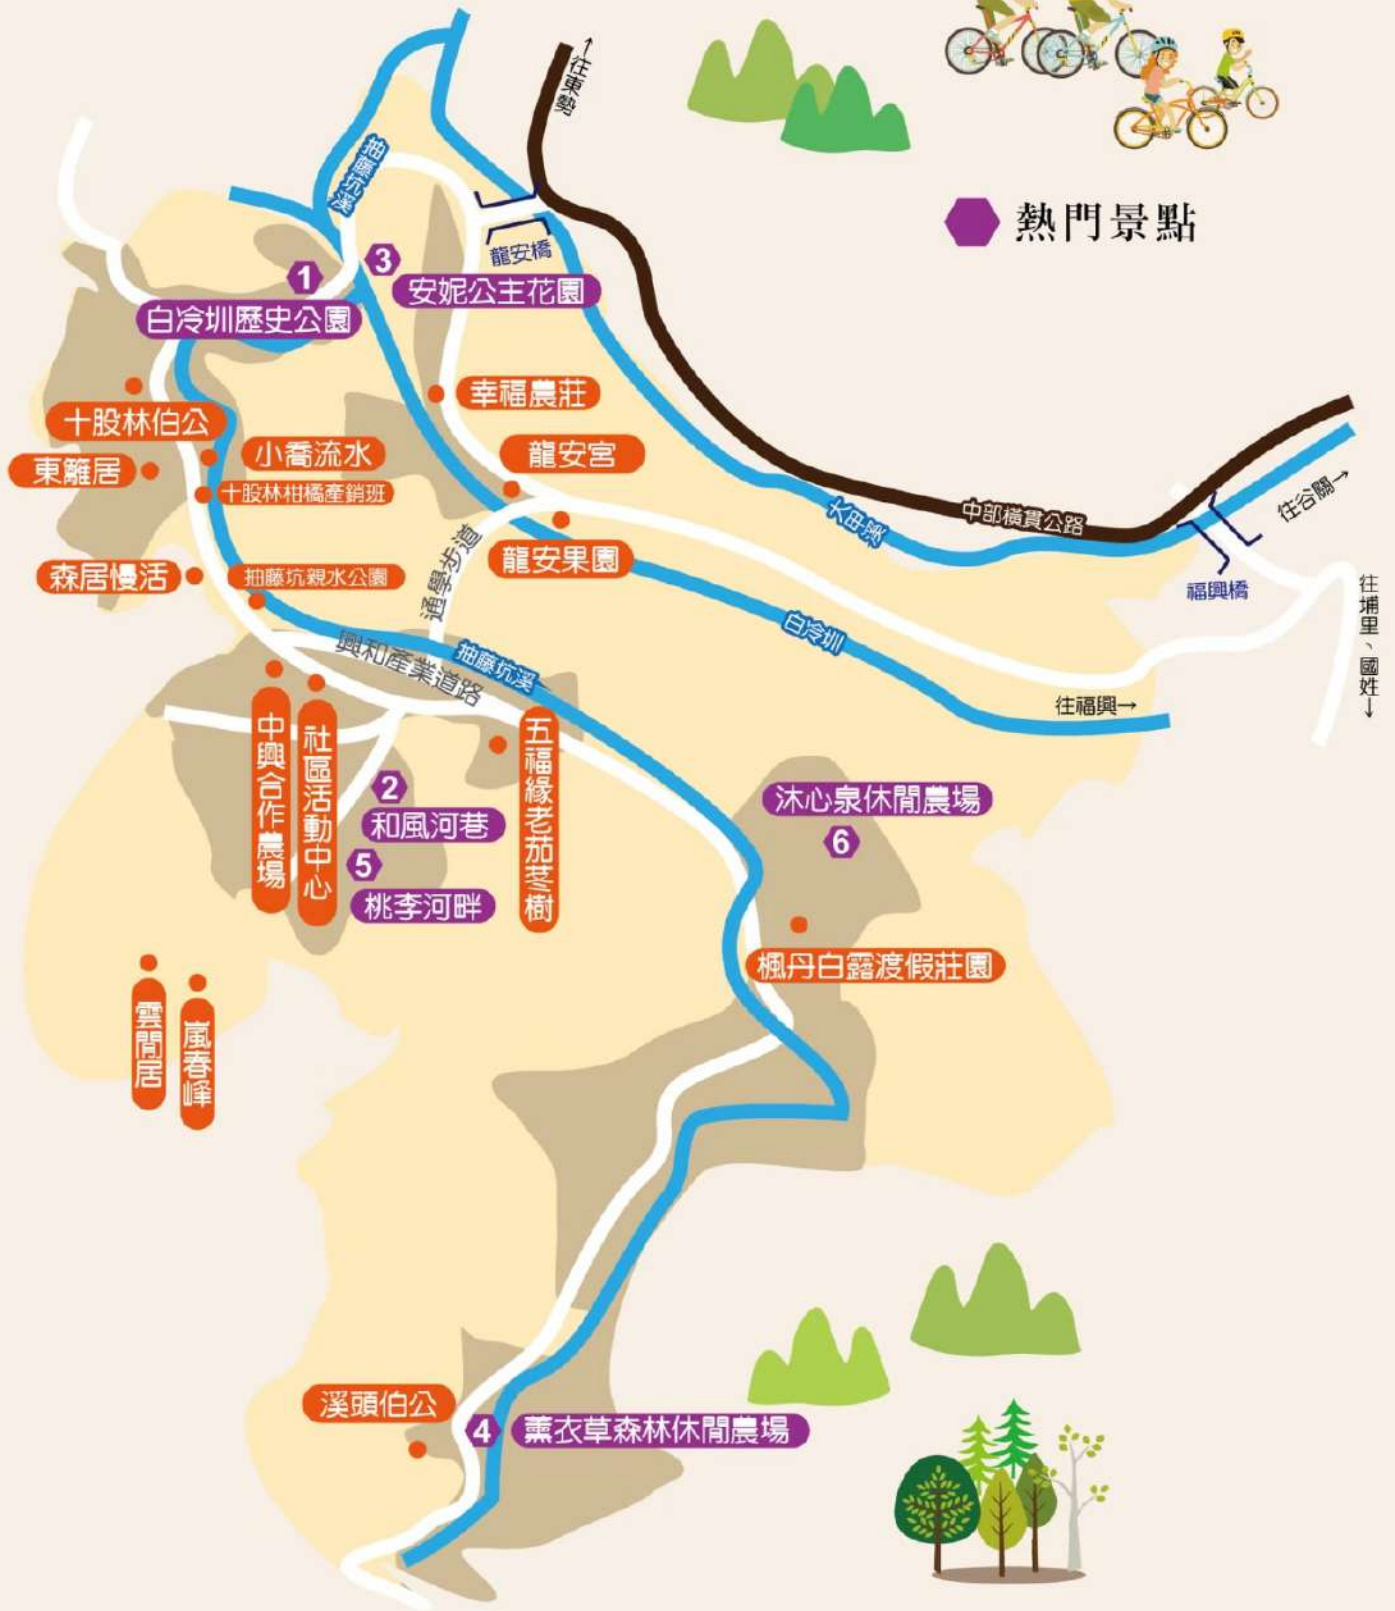 ←往東勢
熱門景點
抽藤坑溪
龍安橋
1
3
安妮公主花園
白冷圳歷史公園
幸福農莊
十股林伯公
小喬流水
龍安宮
東籬居
十股林柑橘產銷班
大甲溪
中部橫貫公路
往谷關→
森居慢活
抽藤坑親水公園
通學步道
龍安果園
福興橋
往埔里、國姓↓
白冷圳
興和產業道路
抽藤坑溪
往福興→
中興合作農場
社區活動中心
五福緣老茄苳樹
2
和風河巷
5
桃李河畔
沐心泉休閒農場
6
楓丹白露渡假莊園
雲閒居
嵐春峰
溪頭伯公
4
薰衣草森林休閒農場